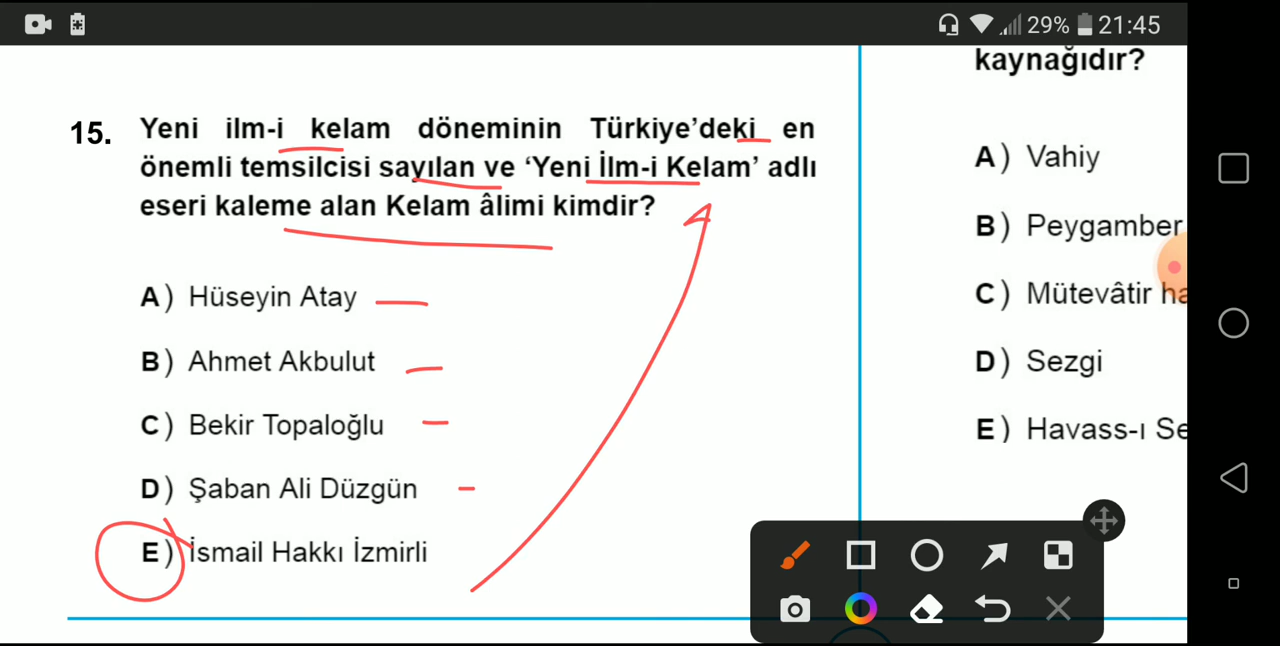 29% 21:45
kaynağıdır?
15. Yeni ilm-i kelam döneminin Türkiye'deki en
önemli temsilcisi sayılan ve 'Yeni İlm-i Kelam' adlı
eseri kaleme alan Kelam âlimi kimdir?
A) Hüseyin Atay
B) Ahmet Akbulut
C) Bekir Topaloğlu
D) Şaban Ali Düzgün
E) İsmail Hakkı İzmirli
A) Vahiy
B) Peygamber
C) Mütevâtir ha
D) Sezgi
E) Havass-ı Se